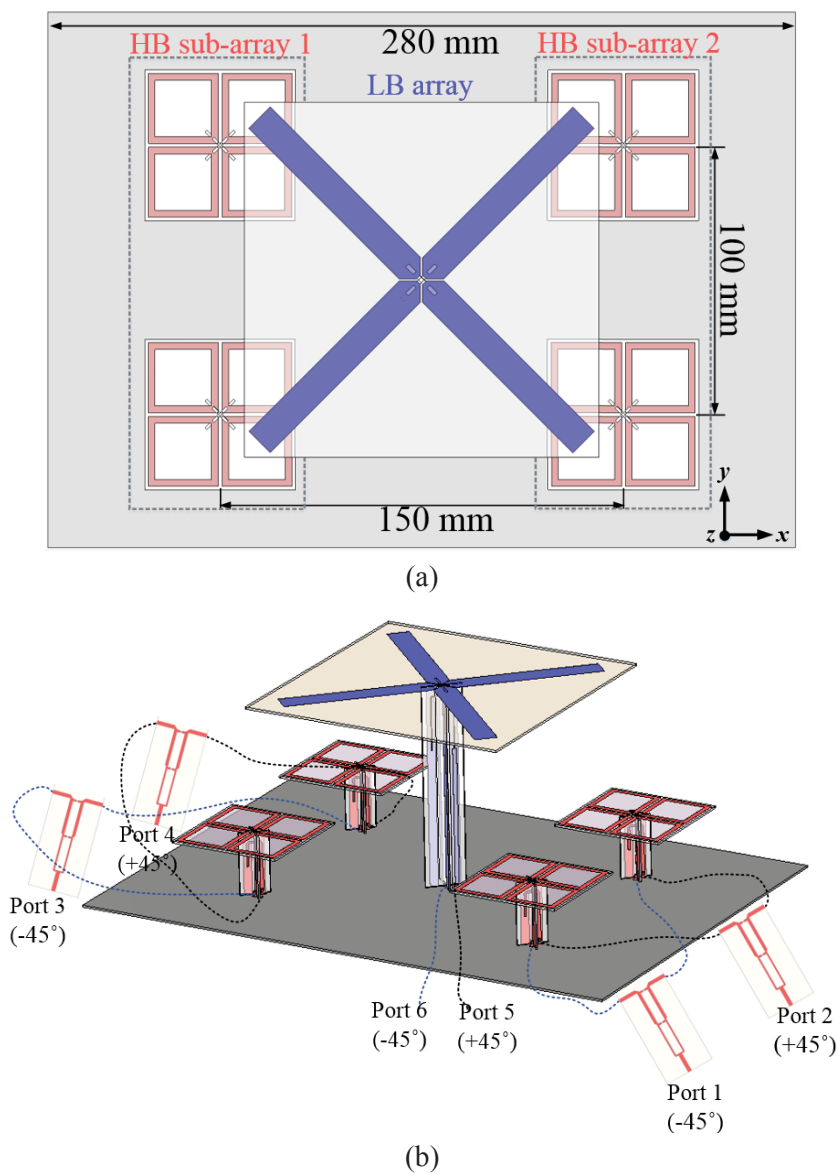 280 mm
HB sub-array 1
HB sub-array 2
LB array
100 mm
150 mm
y
z
x
(a)
Port 4
(+45°)
Port 3
(-45°)
Port 6
(-45°)
Port 5
(+45°)
Port 2
(+45°)
Port 1
(-45°)
(b)